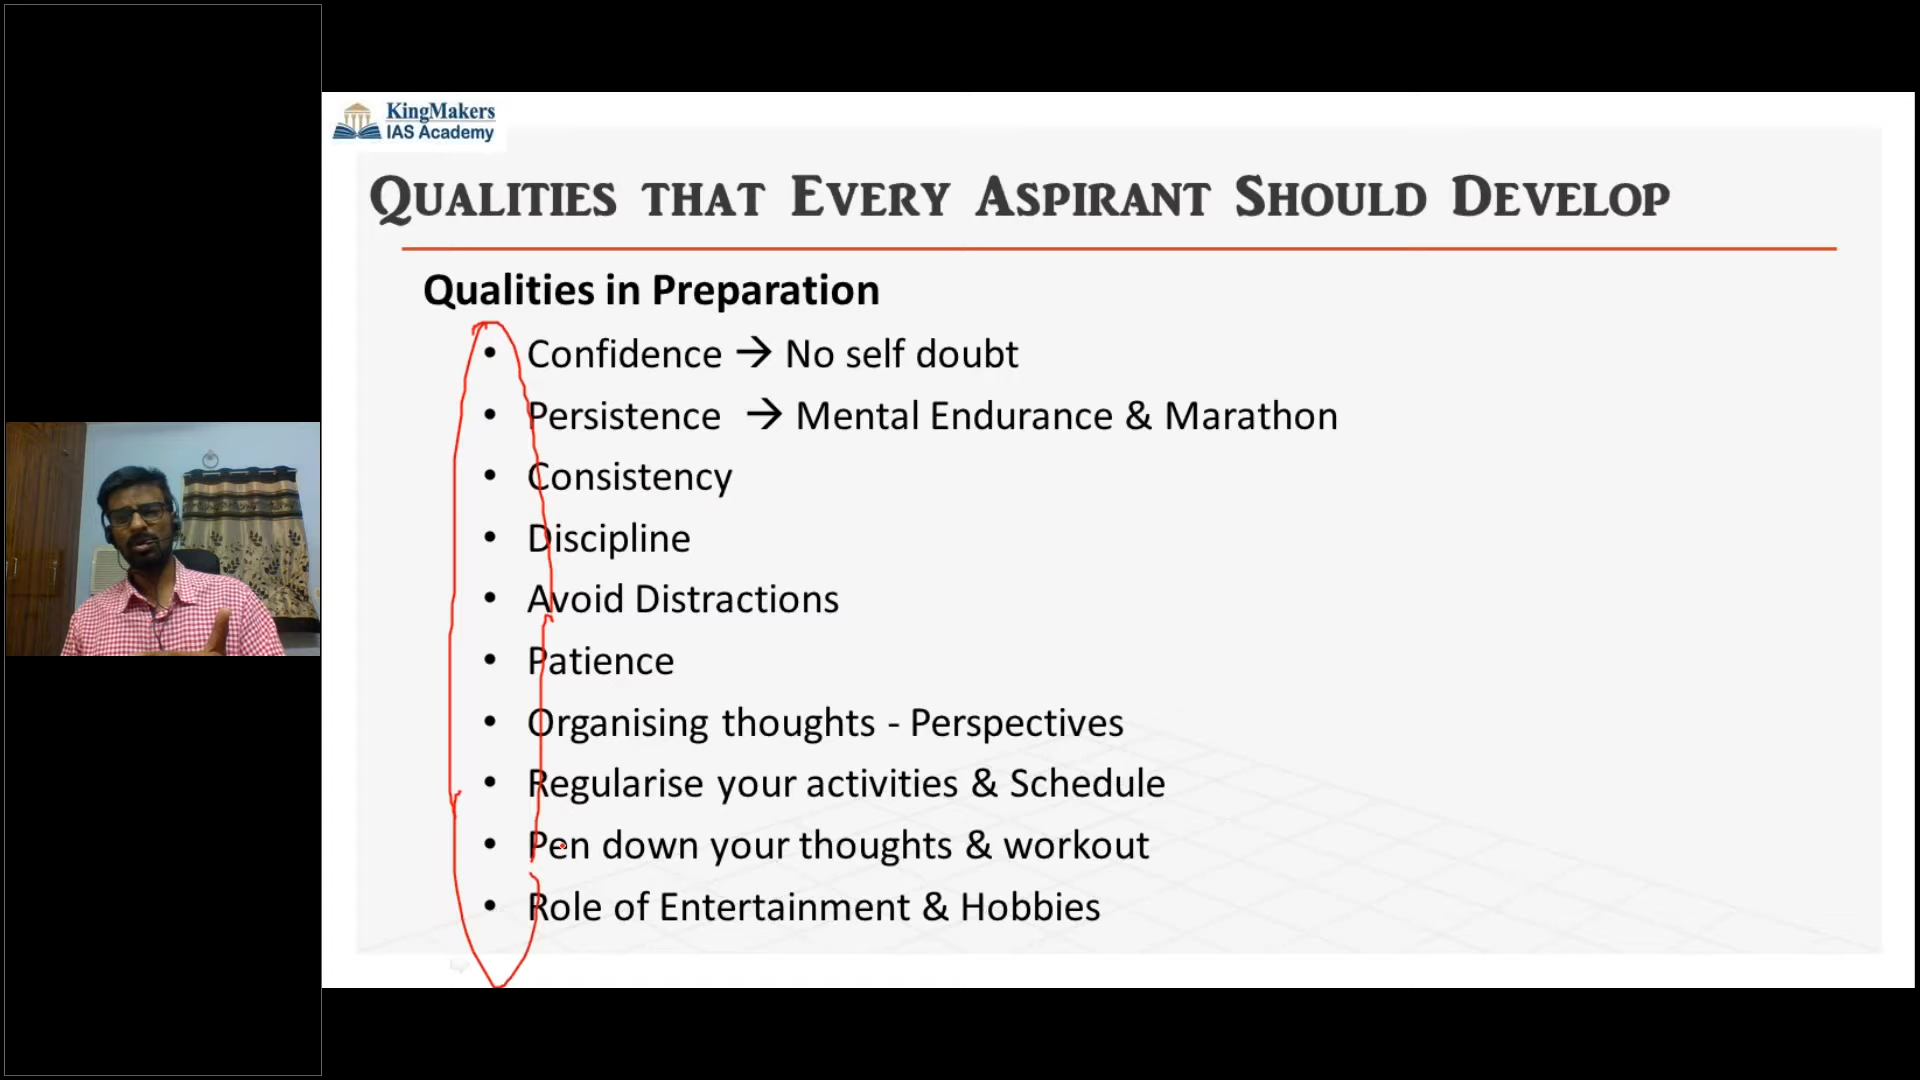 KingMakers
IAS Academy
Qualities that Every Aspirant Should Develop
Qualities in Preparation
• Confidence → No self doubt
• Persistence → Mental Endurance & Marathon
• Consistency
• Discipline
• Avoid Distractions
• Patience
• Organising thoughts - Perspectives
• Regularise your activities & Schedule
• Pen down your thoughts & workout
• Role of Entertainment & Hobbies